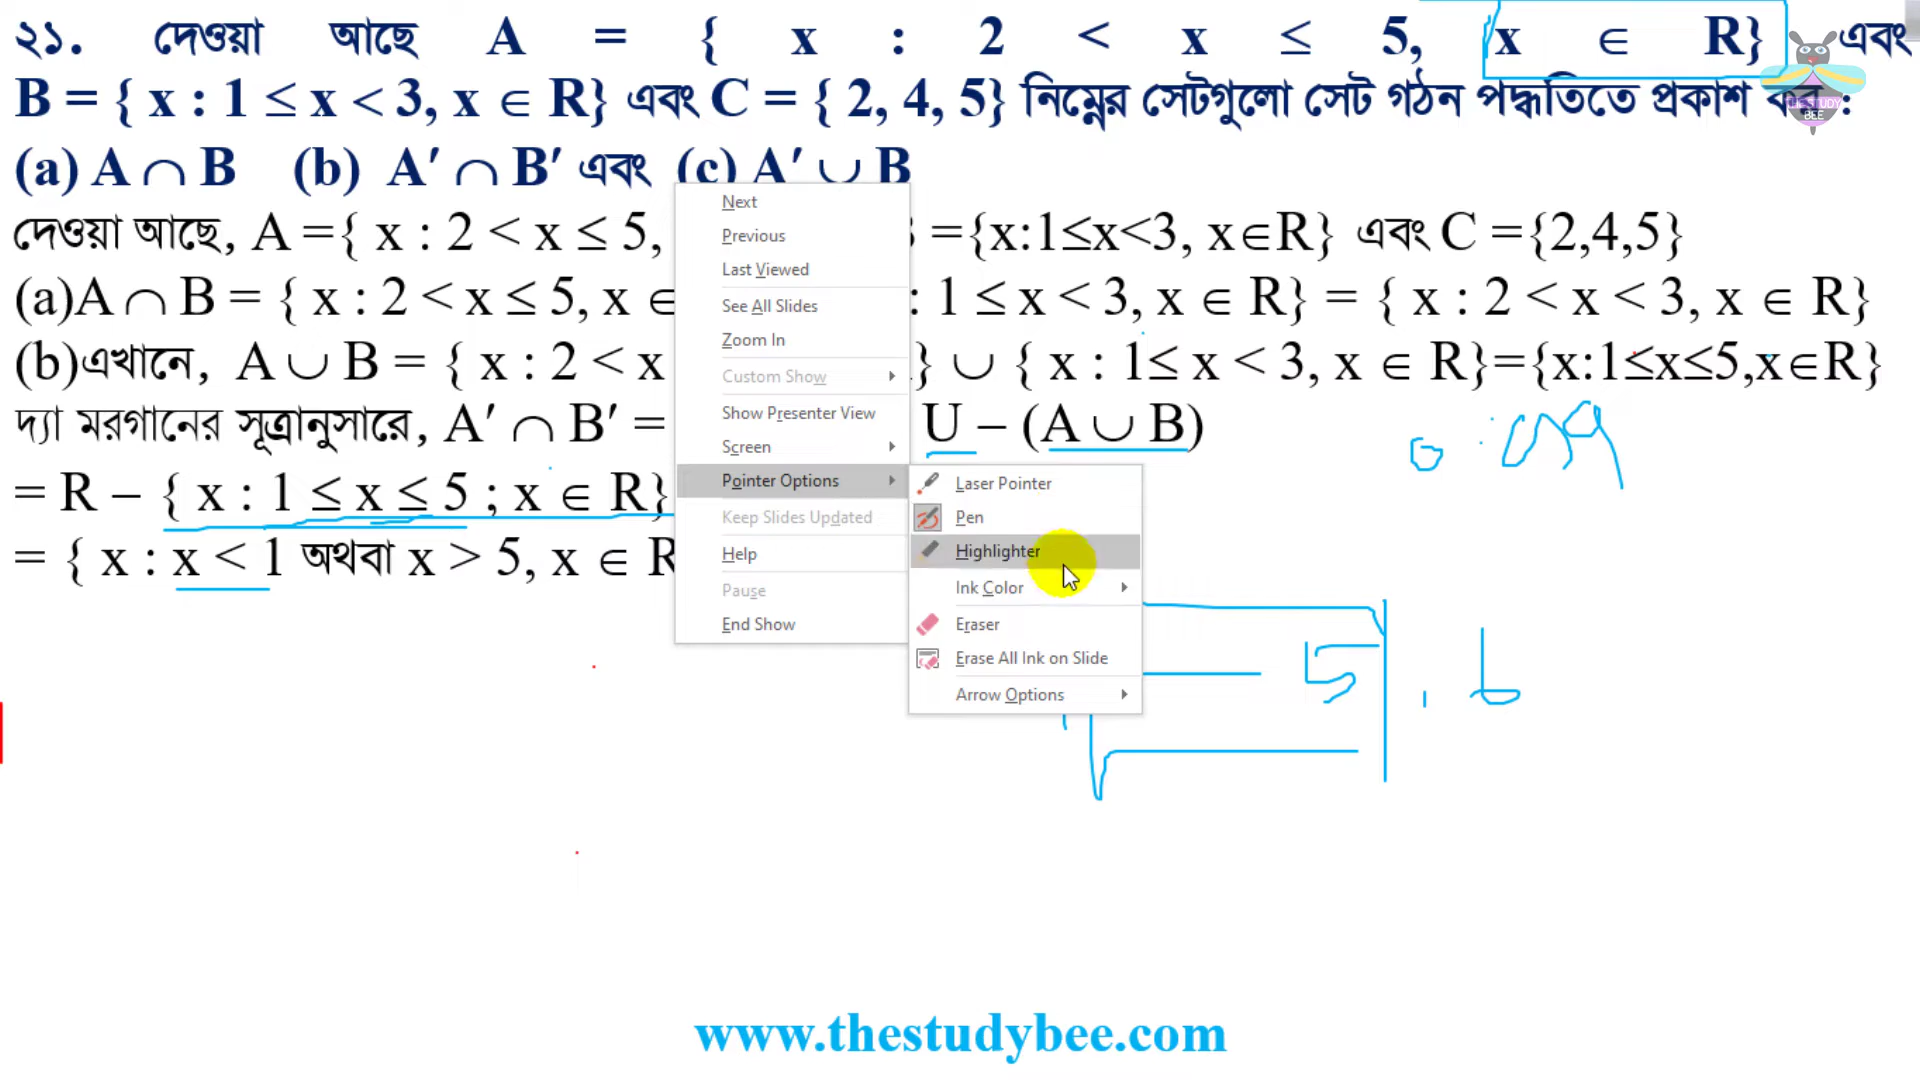 ২১. দেওয়া আছে A = { x : 2 < x ≤ 5, x ∈ R} এবং
B = { x : 1 ≤ x < 3, x ∈ R} এবং C = { 2, 4, 5} নিম্নের সেটগুলো সেট গঠন পদ্ধতিতে প্রকাশ কর :
THE STUDY
BEE
(a) A ∩ B (b) A′ ∩ B′ এবং (c) A′ ∪ B
দেওয়া আছে, A ={ x : 2 < x ≤ 5, ={x:1≤x<3, x∈R} এবং C ={2,4,5}
(a)A ∩ B = { x : 2 < x ≤ 5, x ∈ : 1 ≤ x < 3, x ∈ R} = { x : 2 < x < 3, x ∈ R}
(b)এখানে, A ∪ B = { x : 2 < x } ∪ { x : 1≤ x < 3, x ∈ R}={x:1≤x≤5,x∈R}
দ্যা মরগানের সূত্রানুসারে, A′ ∩ B′ = U – (A ∪ B)
= R – { x : 1 ≤ x ≤ 5 ; x ∈ R}
= { x : x < 1 অথবা x > 5, x ∈ R
Next
Previous
Last Viewed
See All Slides
Zoom In
Custom Show
Show Presenter View
Screen
Pointer Options
Keep Slides Updated
Help
Pause
End Show
Laser Pointer
Pen
Highlighter
Ink Color
Eraser
Erase All Ink on Slide
Arrow Options
5
www.thestudybee.com